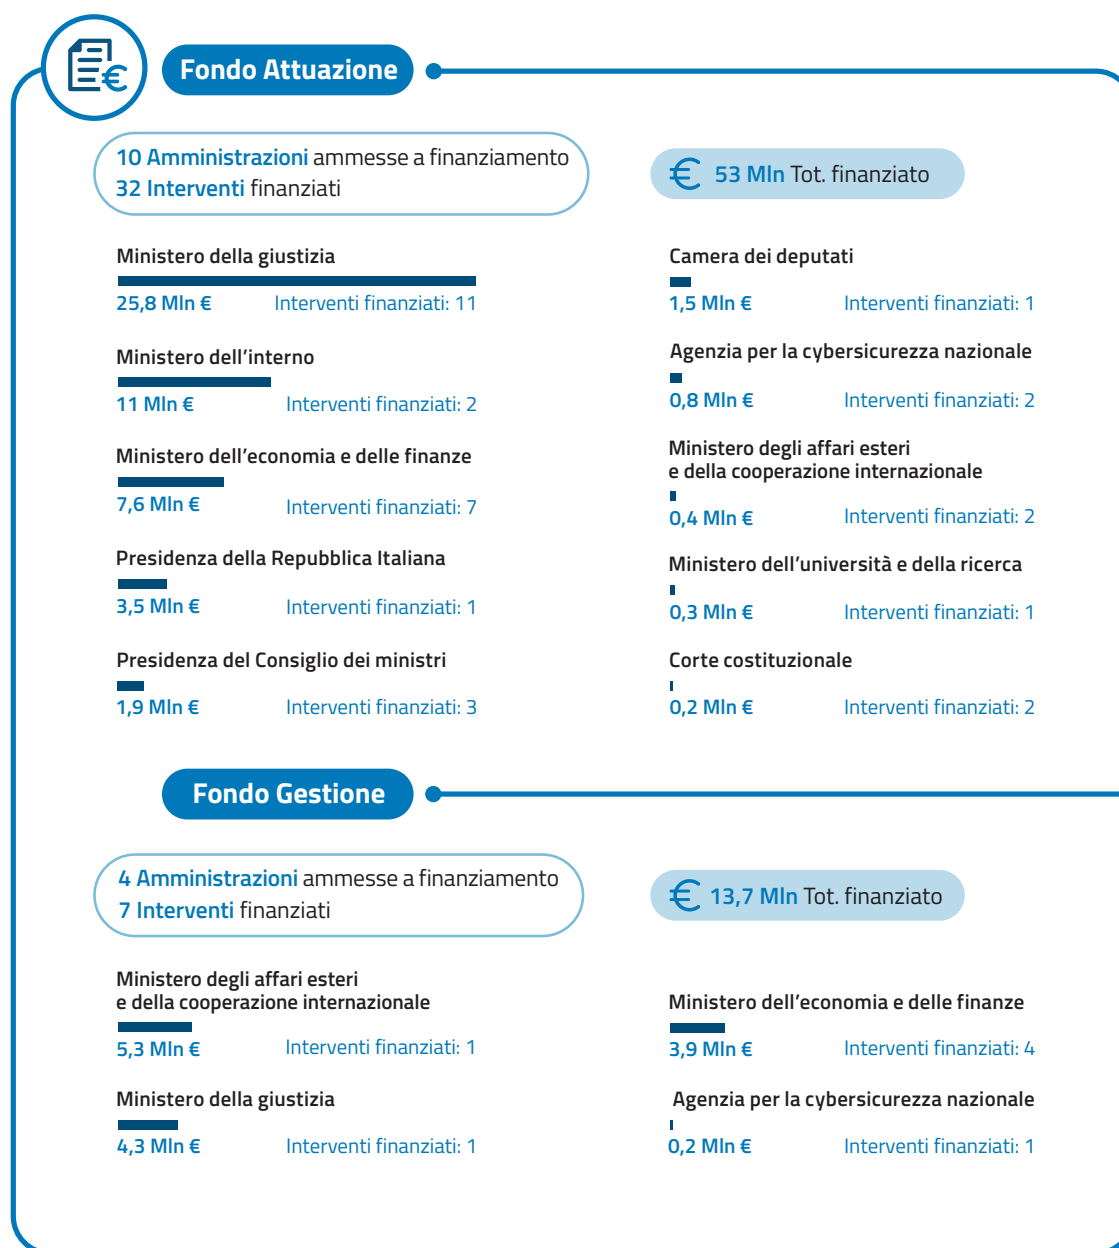 Fondo Attuazione
10 Amministrazioni ammesse a finanziamento
32 Interventi finanziati
€ 53 Mln Tot. finanziato
Ministero della giustizia
25,8 Mln € Interventi finanziati: 11
Ministero dell'interno
11 Mln € Interventi finanziati: 2
Ministero dell'economia e delle finanze
7,6 Mln € Interventi finanziati: 7
Presidenza della Repubblica Italiana
3,5 Mln € Interventi finanziati: 1
Presidenza del Consiglio dei ministri
1,9 Mln € Interventi finanziati: 3
Camera dei deputati
1,5 Mln € Interventi finanziati: 1
Agenzia per la cybersicurezza nazionale
0,8 Mln € Interventi finanziati: 2
Ministero degli affari esteri
e della cooperazione internazionale
0,4 Mln € Interventi finanziati: 2
Ministero dell'università e della ricerca
0,3 Mln € Interventi finanziati: 1
Corte costituzionale
0,2 Mln € Interventi finanziati: 2
Fondo Gestione
4 Amministrazioni ammesse a finanziamento
7 Interventi finanziati
€ 13,7 Mln Tot. finanziato
Ministero degli affari esteri
e della cooperazione internazionale
5,3 Mln € Interventi finanziati: 1
Ministero della giustizia
4,3 Mln € Interventi finanziati: 1
Ministero dell'economia e delle finanze
3,9 Mln € Interventi finanziati: 4
Agenzia per la cybersicurezza nazionale
0,2 Mln € Interventi finanziati: 1